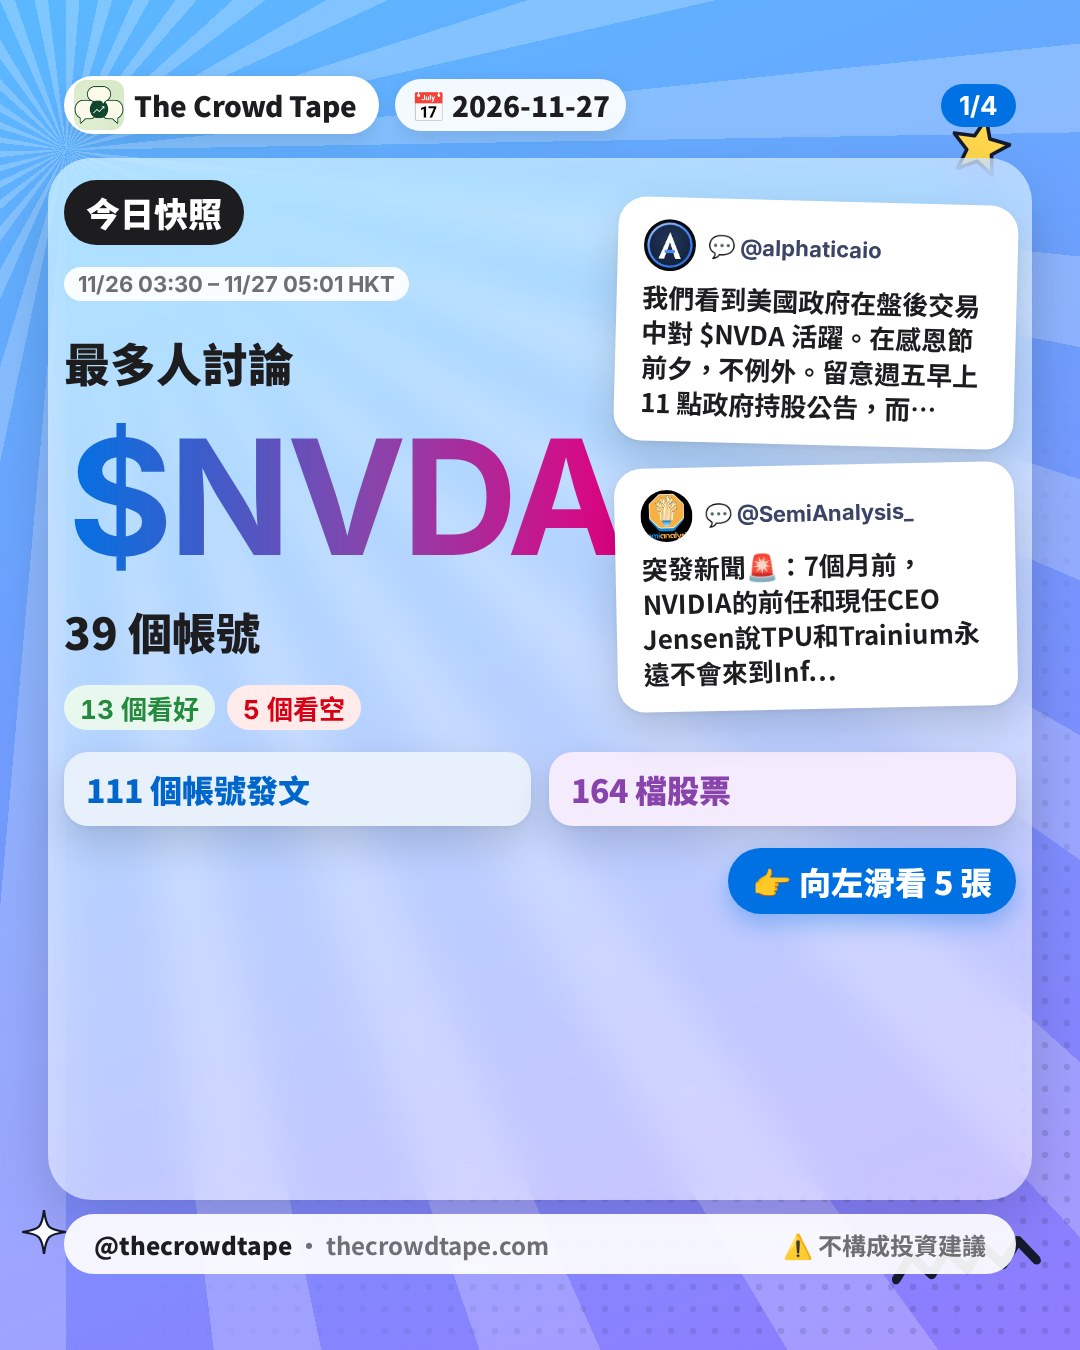 The Crowd Tape
📅 2026-11-27
1/4
今日快照
11/26 03:30 – 11/27 05:01 HKT
最多人討論
$NVDA
39 個帳號
13 個看好
5 個看空
💬 @alphaticaio
我們看到美國政府在盤後交易
中對 $NVDA 活躍。在感恩節
前夕，不例外。留意週五早上
11 點政府持股公告，而…
💬 @SemiAnalysis_
突發新聞🚨：7個月前，
NVIDIA的前任和現任CEO
Jensen說TPU和Trainium永
遠不會來到Inf...
111 個帳號發文
164 檔股票
👉 向左滑看 5 張
@thecrowdtape · thecrowdtape.com
⚠️ 不構成投資建議